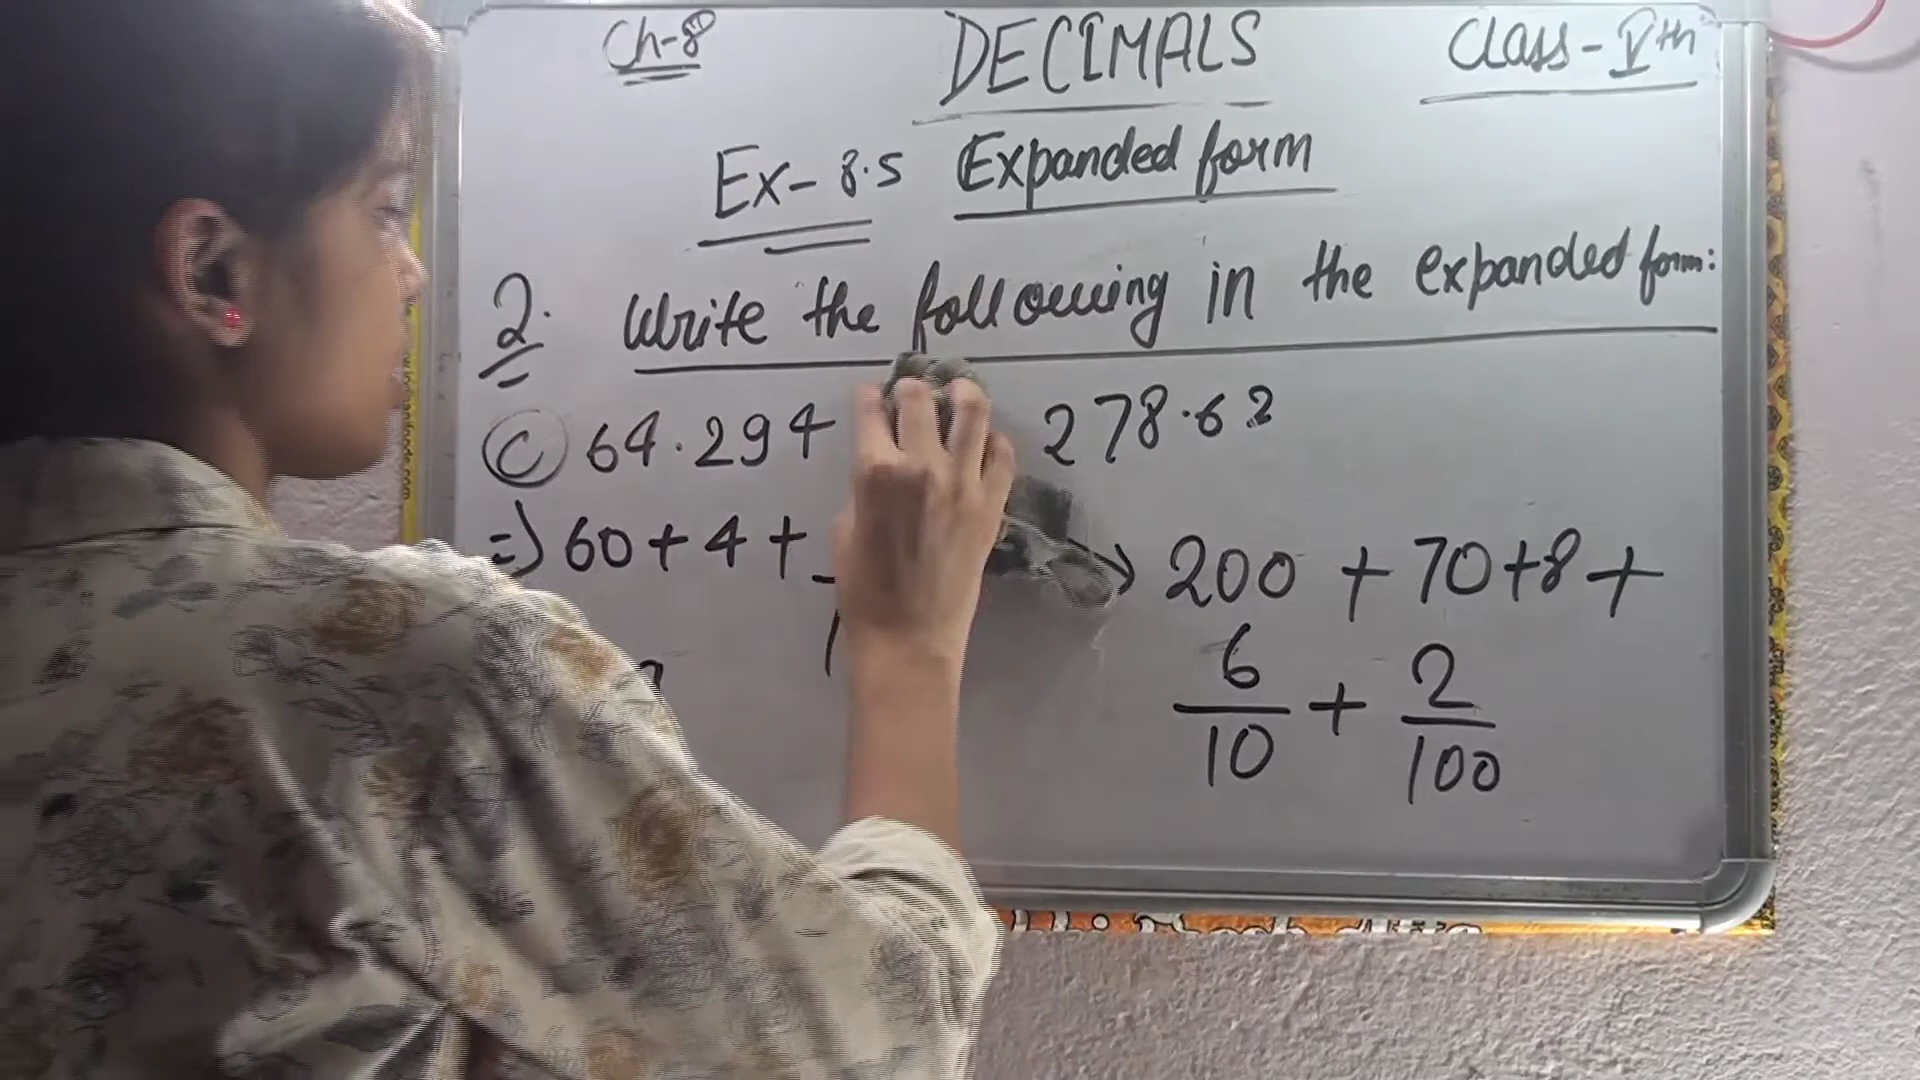 Ch-8 DECIMALS Class-Vth
Ex-8.5 Expanded form
2. Write the following in the expanded form:
(C) 64.294 278.62
=> 60+4+ → 200 + 70+8+
6/10 + 2/100